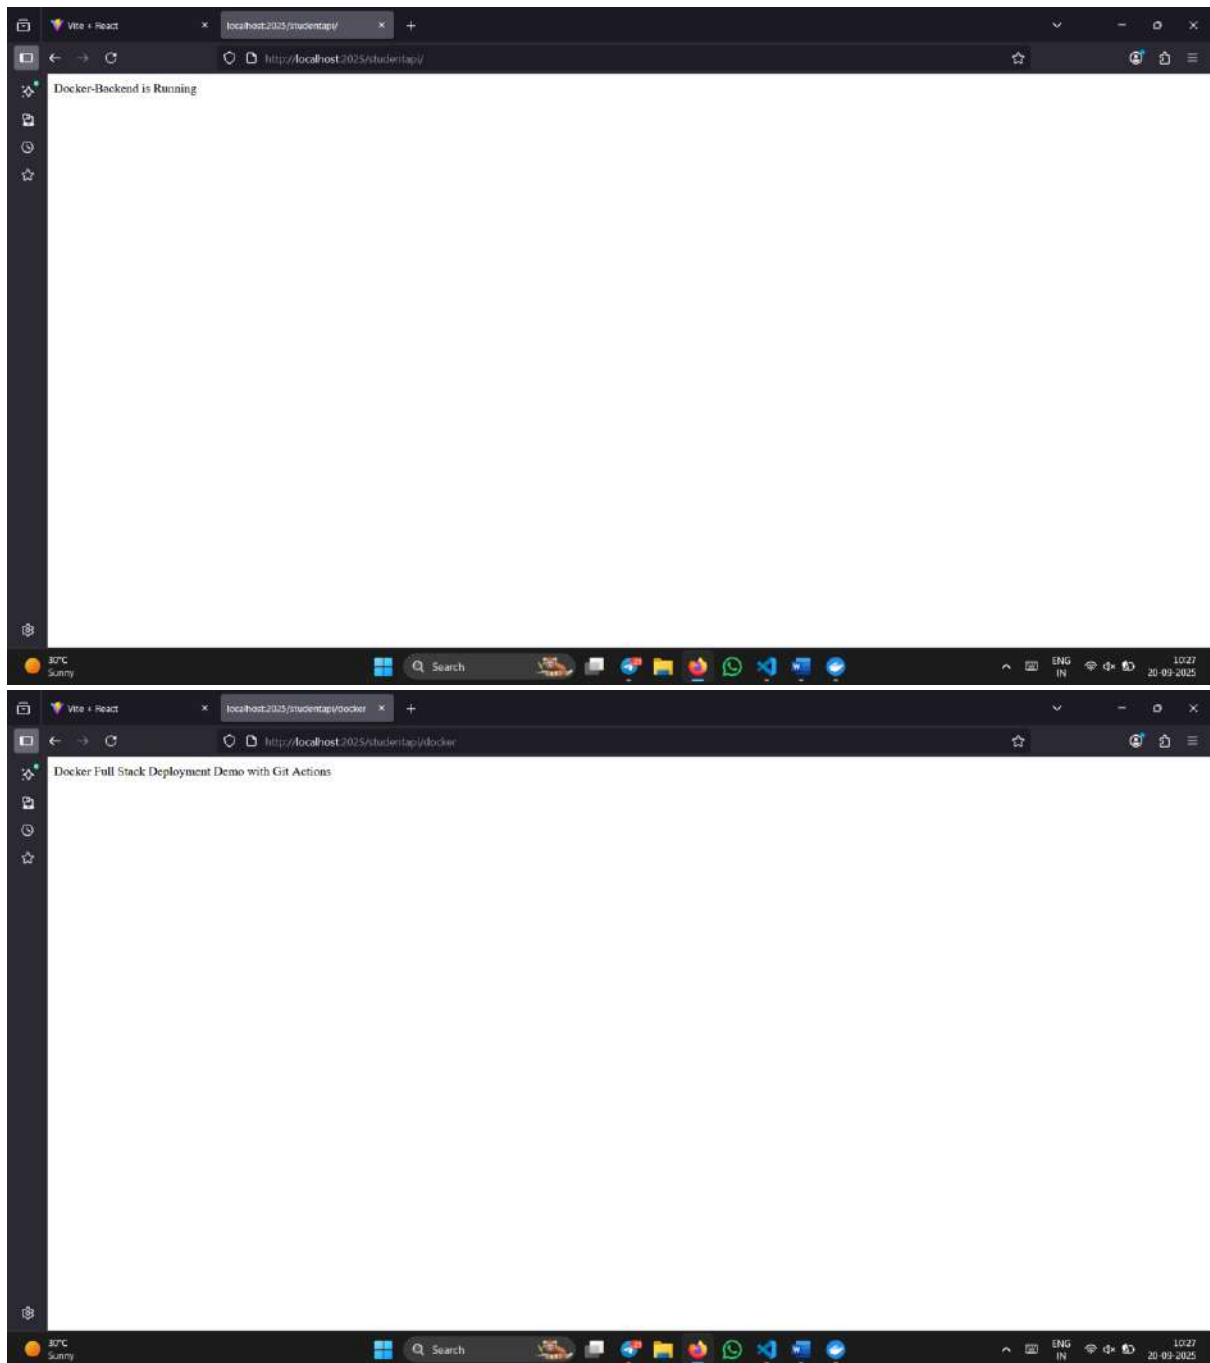 Vite + React
localhost:2025/studentapi/
http://localhost:2025/studentapi/
Docker-Backend is Running
30°C
Sunny
Search
ENG
IN
10:27
20-09-2025
Vite + React
localhost:2025/studentapi/docker
http://localhost:2025/studentapi/docker
Docker Full Stack Deployment Demo with Git Actions
30°C
Sunny
Search
ENG
IN
10:27
20-09-2025